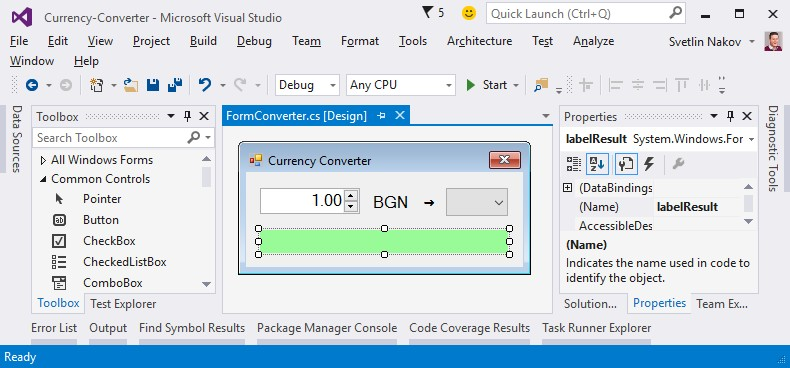 Currency-Converter - Microsoft Visual Studio
5
Quick Launch (Ctrl+Q)
File Edit View Project Build Debug Team Format Tools Architecture Test Analyze
Svetlin Nakov
Window Help
Debug Any CPU Start
Data Sources
Toolbox
Search Toolbox
All Windows Forms
Common Controls
Pointer
Button
CheckBox
CheckedListBox
ComboBox
Toolbox Test Explorer
FormConverter.cs [Design]
Currency Converter
1.00 BGN →
Properties
labelResult System.Windows.For
(DataBindings
(Name) labelResult
AccessibleDes
(Name)
Indicates the name used in code to
identify the object.
Solution... Properties Team Ex...
Diagnostic Tools
Error List Output Find Symbol Results Package Manager Console Code Coverage Results Task Runner Explorer
Ready